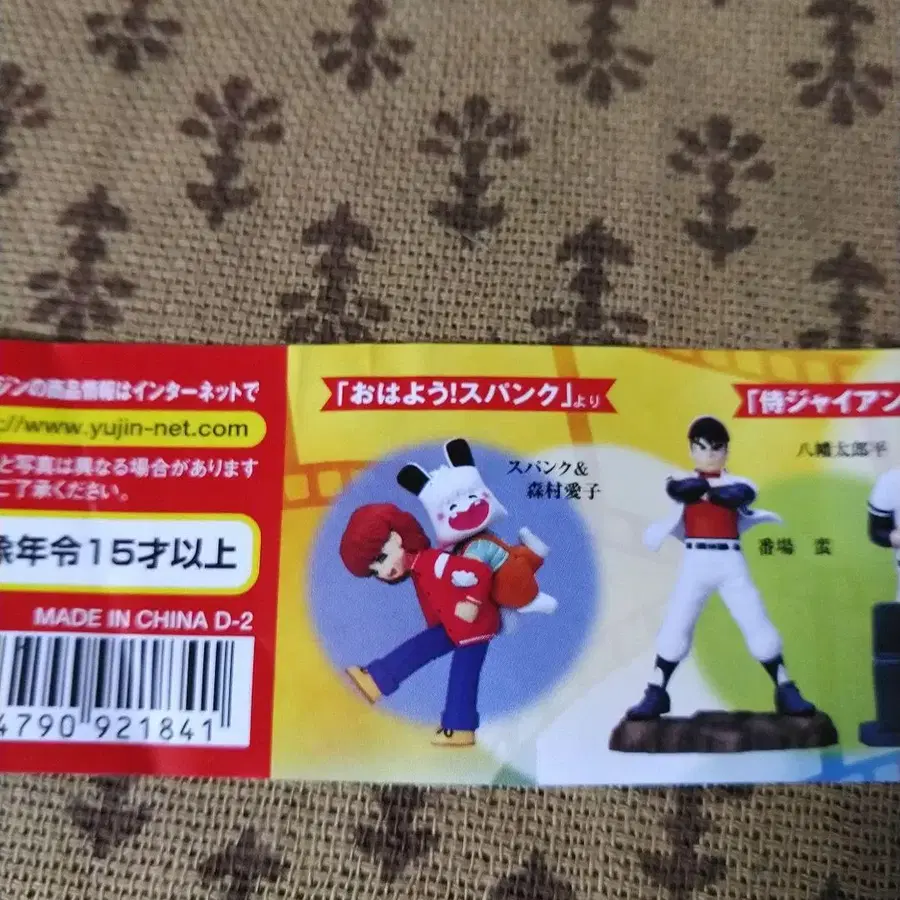 ジンの商品情報はインターネットで
://www.yujin-net.com
と写真は異なる場合があります
ご了承ください。
象年令15才以上
MADE IN CHINA D-2
4790 921841
「おはよう!スパンク」より
スパンク&
森村愛子
「侍ジャイアン
八幡太郎平
番場 蛮